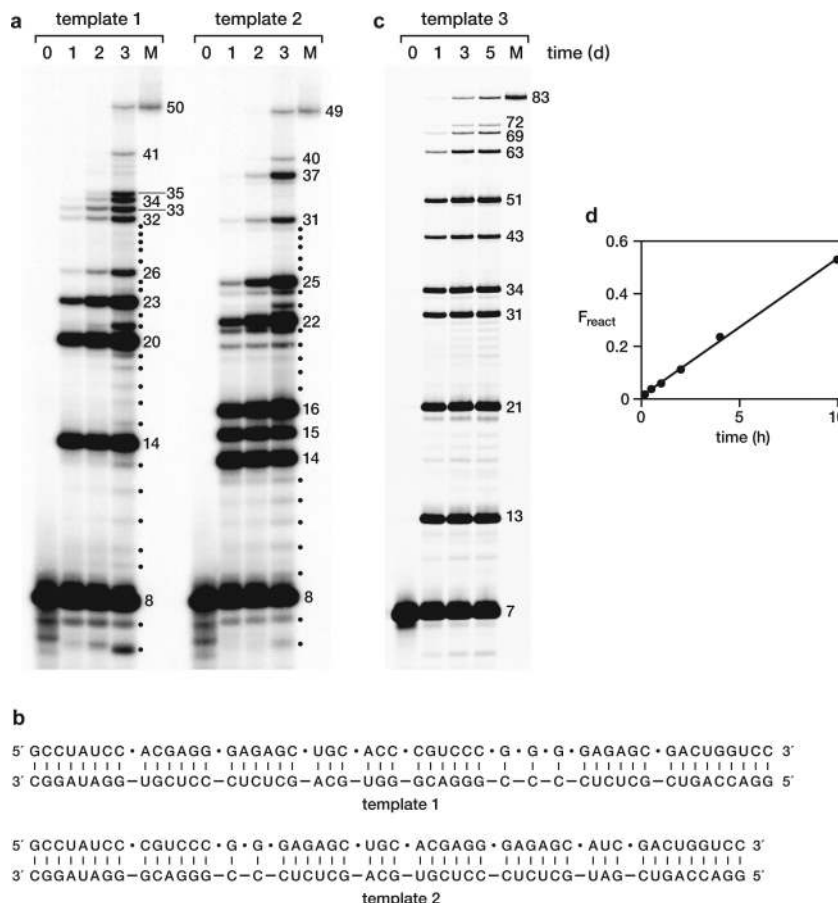 a
template 1
template 2
c
template 3
0 1 2 3 M
0 1 2 3 M
0 1 3 5 M
time (d)
50
41
35
34
33
32
26
23
20
14
8
49
40
37
31
25
22
16
15
14
8
83
72
69
63
51
43
34
31
21
13
7
d
0.6
0.4
0.2
0
F react
0 5 10
time (h)
b
5´ GCCUAUCC • ACGAGG • GAGAGC • UGC • ACC • CGUCCC • G • G • G • GAGAGC • GACUGGUCC 3´
3´ CGGAUAGG–UGCUCC–CUCUCG–ACG–UGG–GCAGGG–C–C–C–CUCUCG–CUGACCAGG 5´
template 1
5´ GCCUAUCC • CGUCCC • G • G • GAGAGC • UGC • ACGAGG • GAGAGC • AUC • GACUGGUCC 3´
3´ CGGAUAGG–GCAGGG–C–C–CUCUCG–ACG–UGCUCC–CUCUCG–UAG–CUGACCAGG 5´
template 2